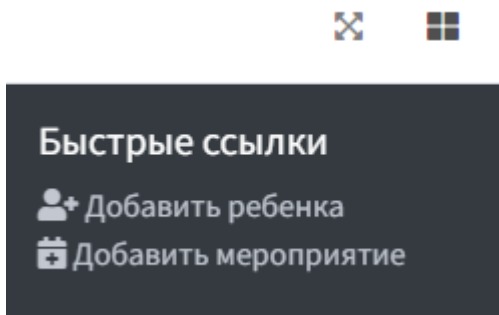 Быстрые ссылки
Добавить ребенка
Добавить мероприятие